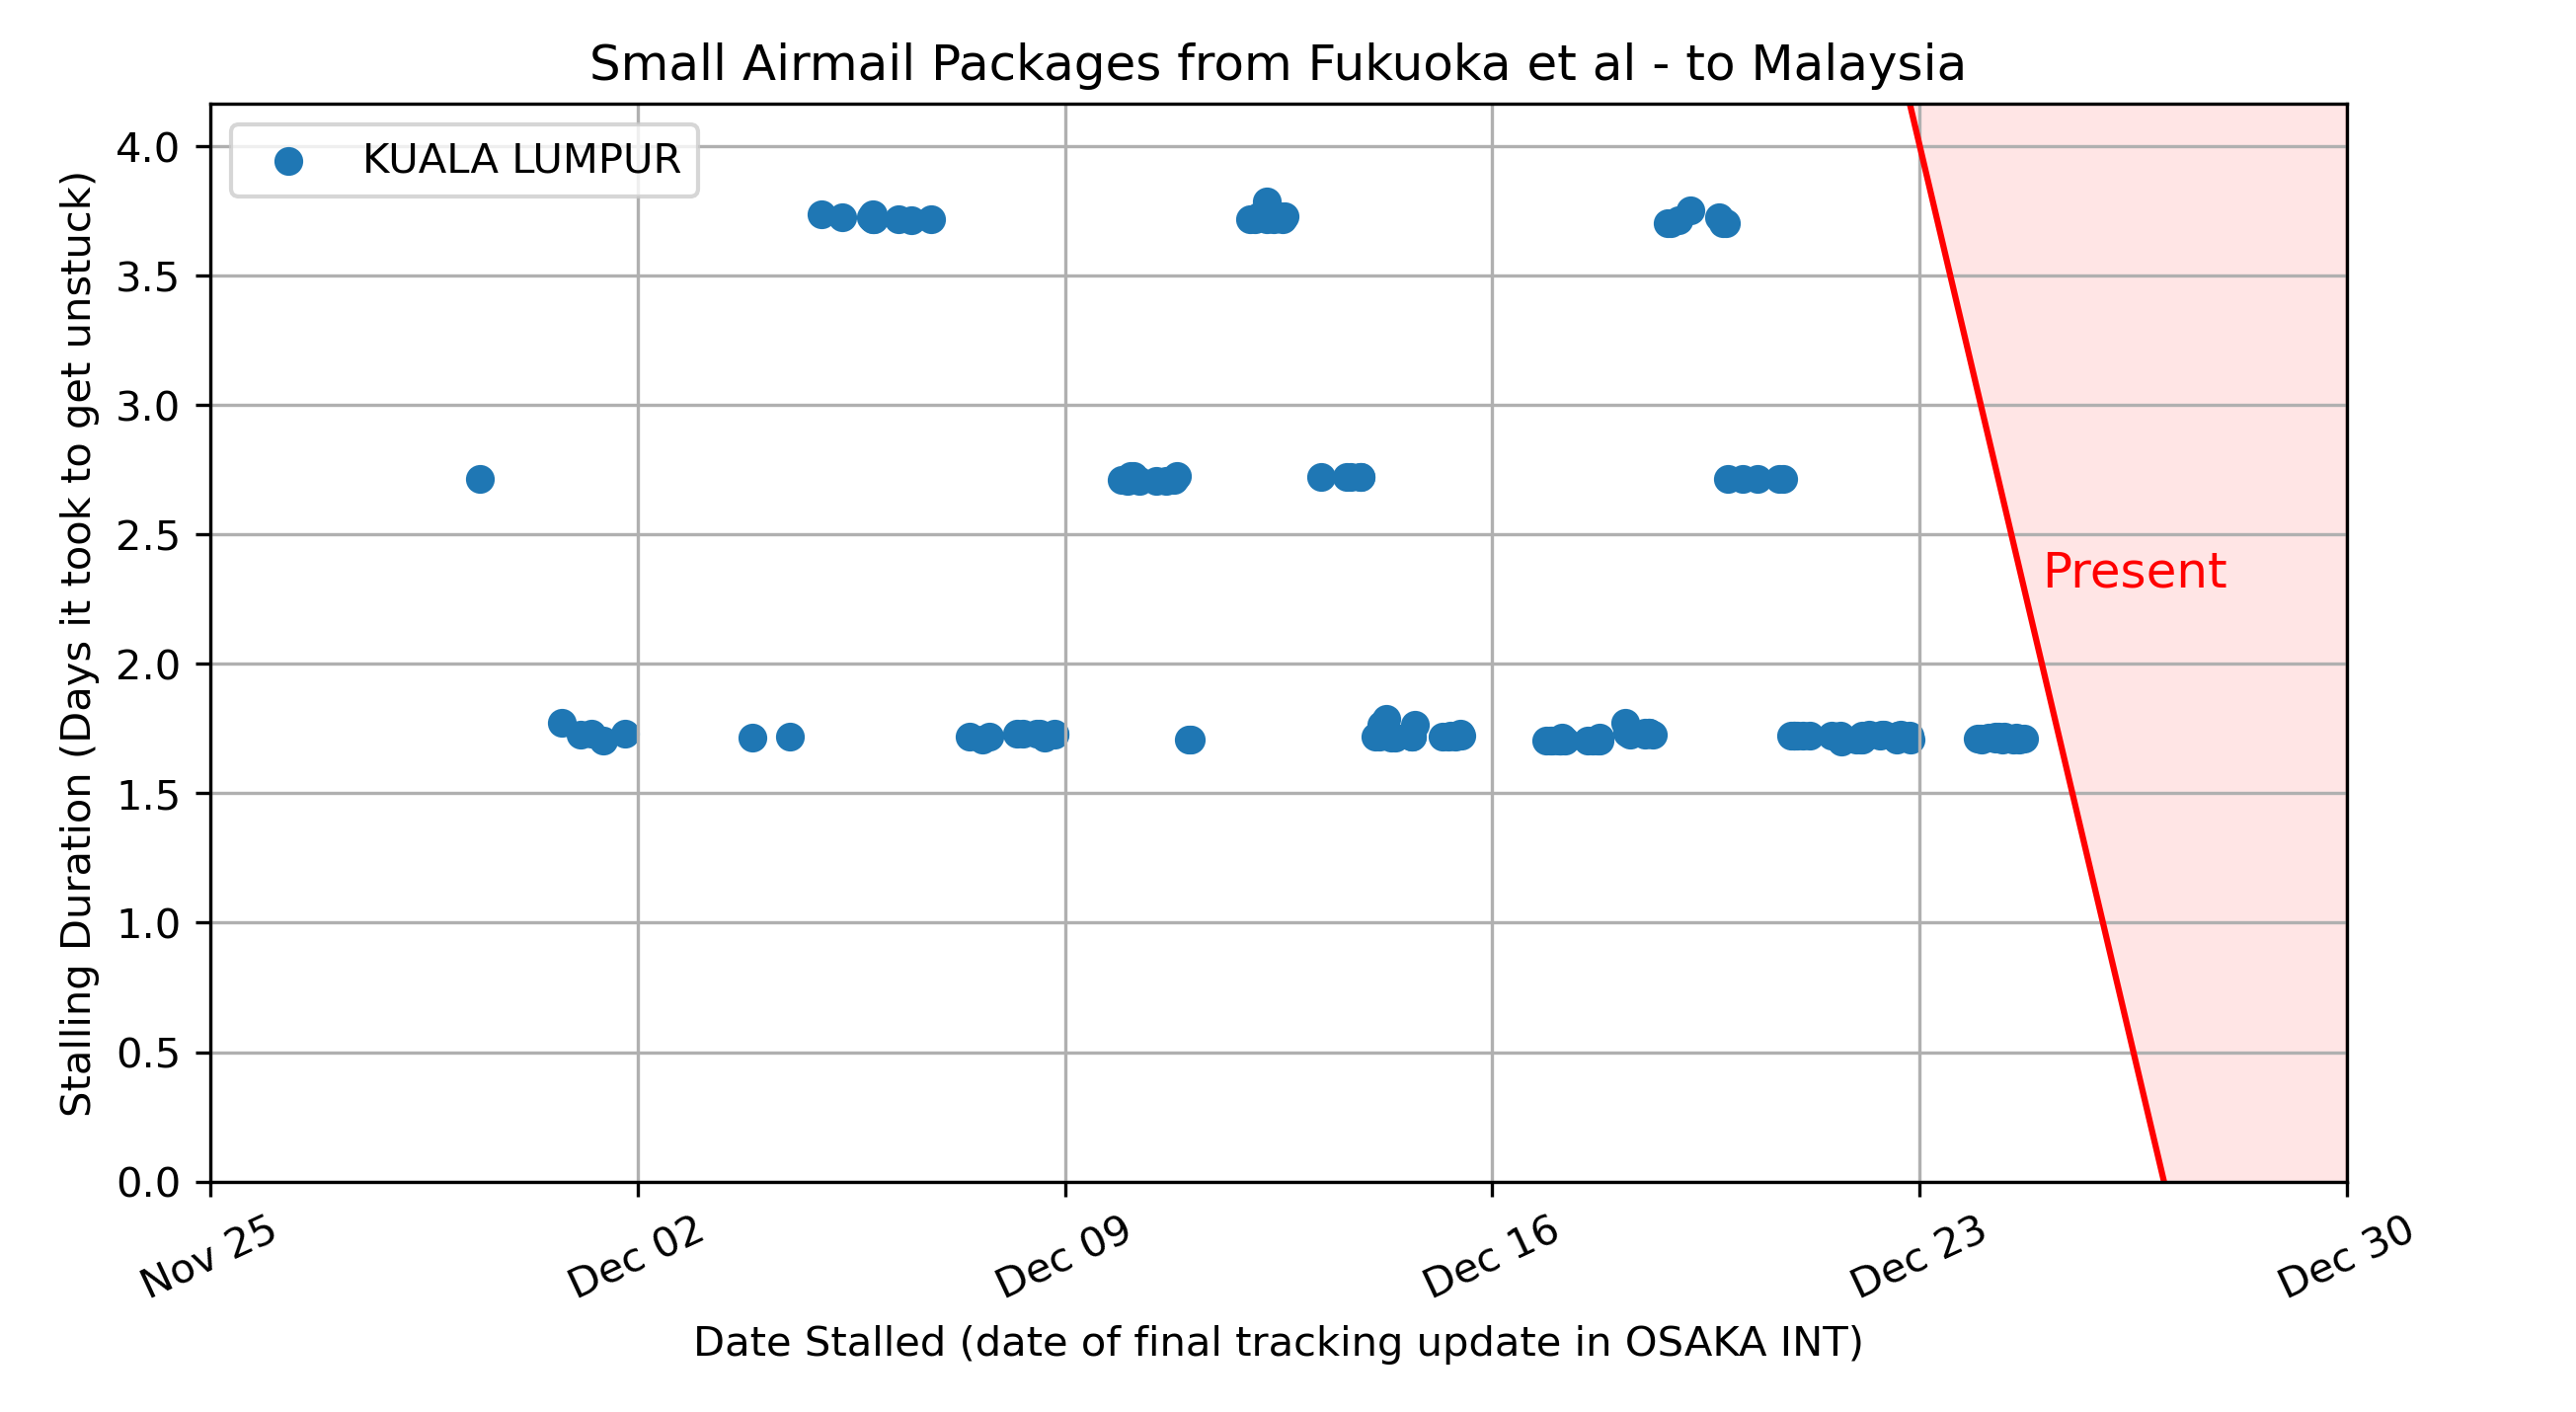 Small Airmail Packages from Fukuoka et al - to Malaysia
KUALA LUMPUR
Stalling Duration (Days it took to get unstuck)
4.0
3.5
3.0
2.5
2.0
1.5
1.0
0.5
0.0
Present
Nov 25
Dec 02
Dec 09
Dec 16
Dec 23
Dec 30
Date Stalled (date of final tracking update in OSAKA INT)